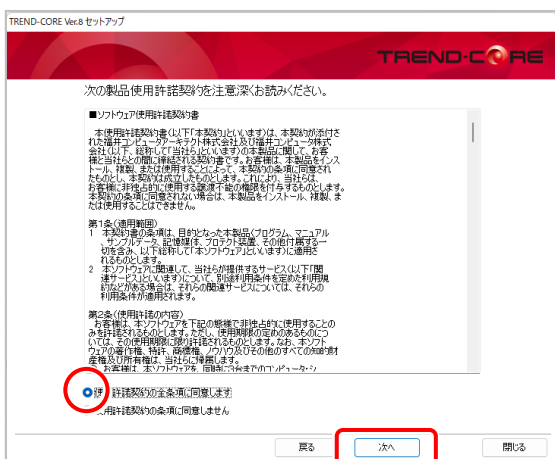 TREND-CORE Ver.8 セットアップ
TREND-CORE
次の製品使用許諾契約を注意深くお読みください。
■ソフトウェア使用許諾契約書
本使用許諾契約書(以下「本契約」といいます)は、本契約が添付さ
れた福井コンピュータアーキテクト株式会社及び福井コンピュータ株式
会社(以下、総称して「当社ら」といいます)の本製品に関して、お客
様と当社らとの間に締結される契約書です。お客様は、本製品をインス
トール、複製、または使用することによって、本契約の条項に同意され
たものとし、本契約は成立したものとします。これにより、当社らは、
お客様に非独占的に使用する譲渡不能の権限を付与するものとします。
本契約の条項に同意されない場合は、本製品をインストール、複製、ま
たは使用することはできません。
第1条(適用範囲)
1 本契約書の条項は、目的となった本製品(プログラム、マニュアル
、サンプルデータ、記憶媒体、プロテクト装置、その他付属する一
切を含み、以下総称して「本ソフトウェア」といいます)に適用さ
れるものとします。
2 本ソフトウェアに関連して、当社らが提供するサービス(以下「関
連サービス」といいます)について、別途利用条件を定めた利用規
約などがある場合は、それらの関連サービスについては、それらの
利用条件が適用されます。
第2条(使用許諾の内容)
お客様は、本ソフトウェアを下記の態様で非独占的に使用することの
みを許諾されるものとします。ただし、使用期限の定めのあるものにつ
いては、その使用期限に限り許諾されるものとします。なお、本ソフト
ウェアの著作権、特許、商標権、ノウハウ及びその他のすべての知的財
産権及び所有権は、当社らに帰属します。
お客様は、本ソフトウェアを、同時に3台までのコンピュータ・シ
許諾契約の全条項に同意します
用許諾契約の条項に同意しません
戻る
次へ
閉じる